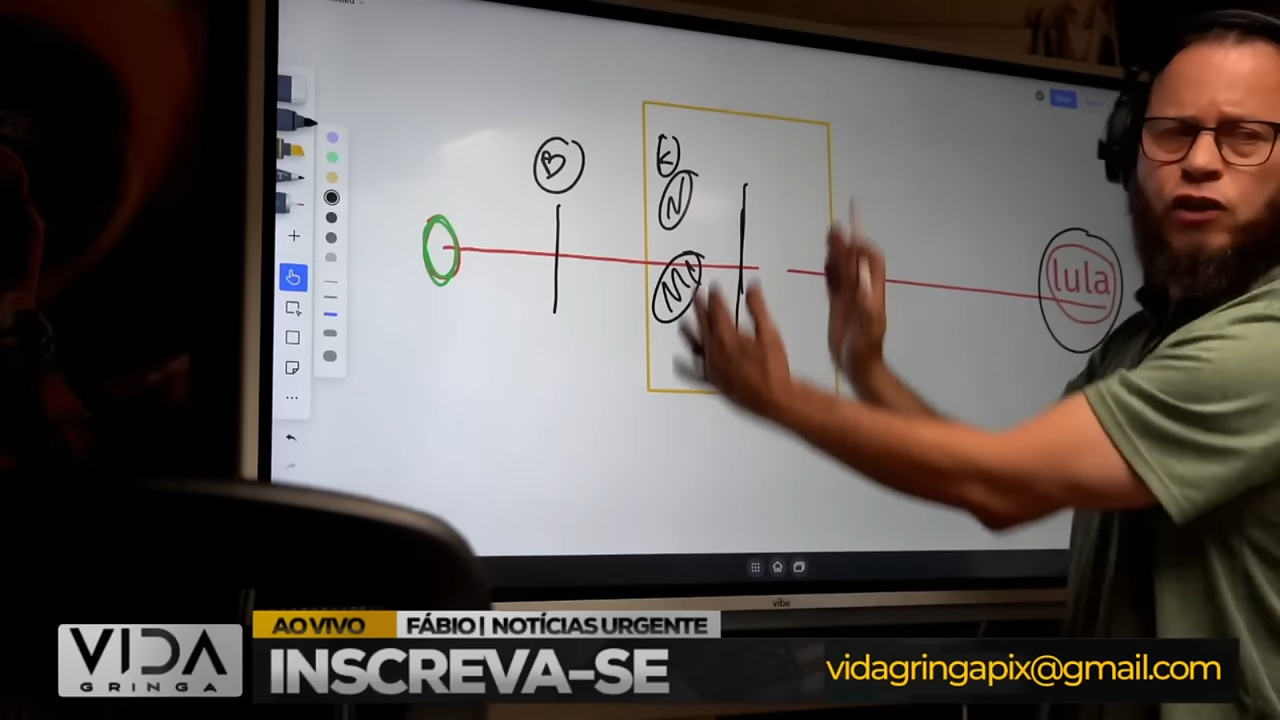 B
K
N
lula
vibe
AO VIVO
FÁBIO | NOTÍCIAS URGENTE
VIDA
GRINGA
INSCREVA-SE
vidagringapix@gmail.com